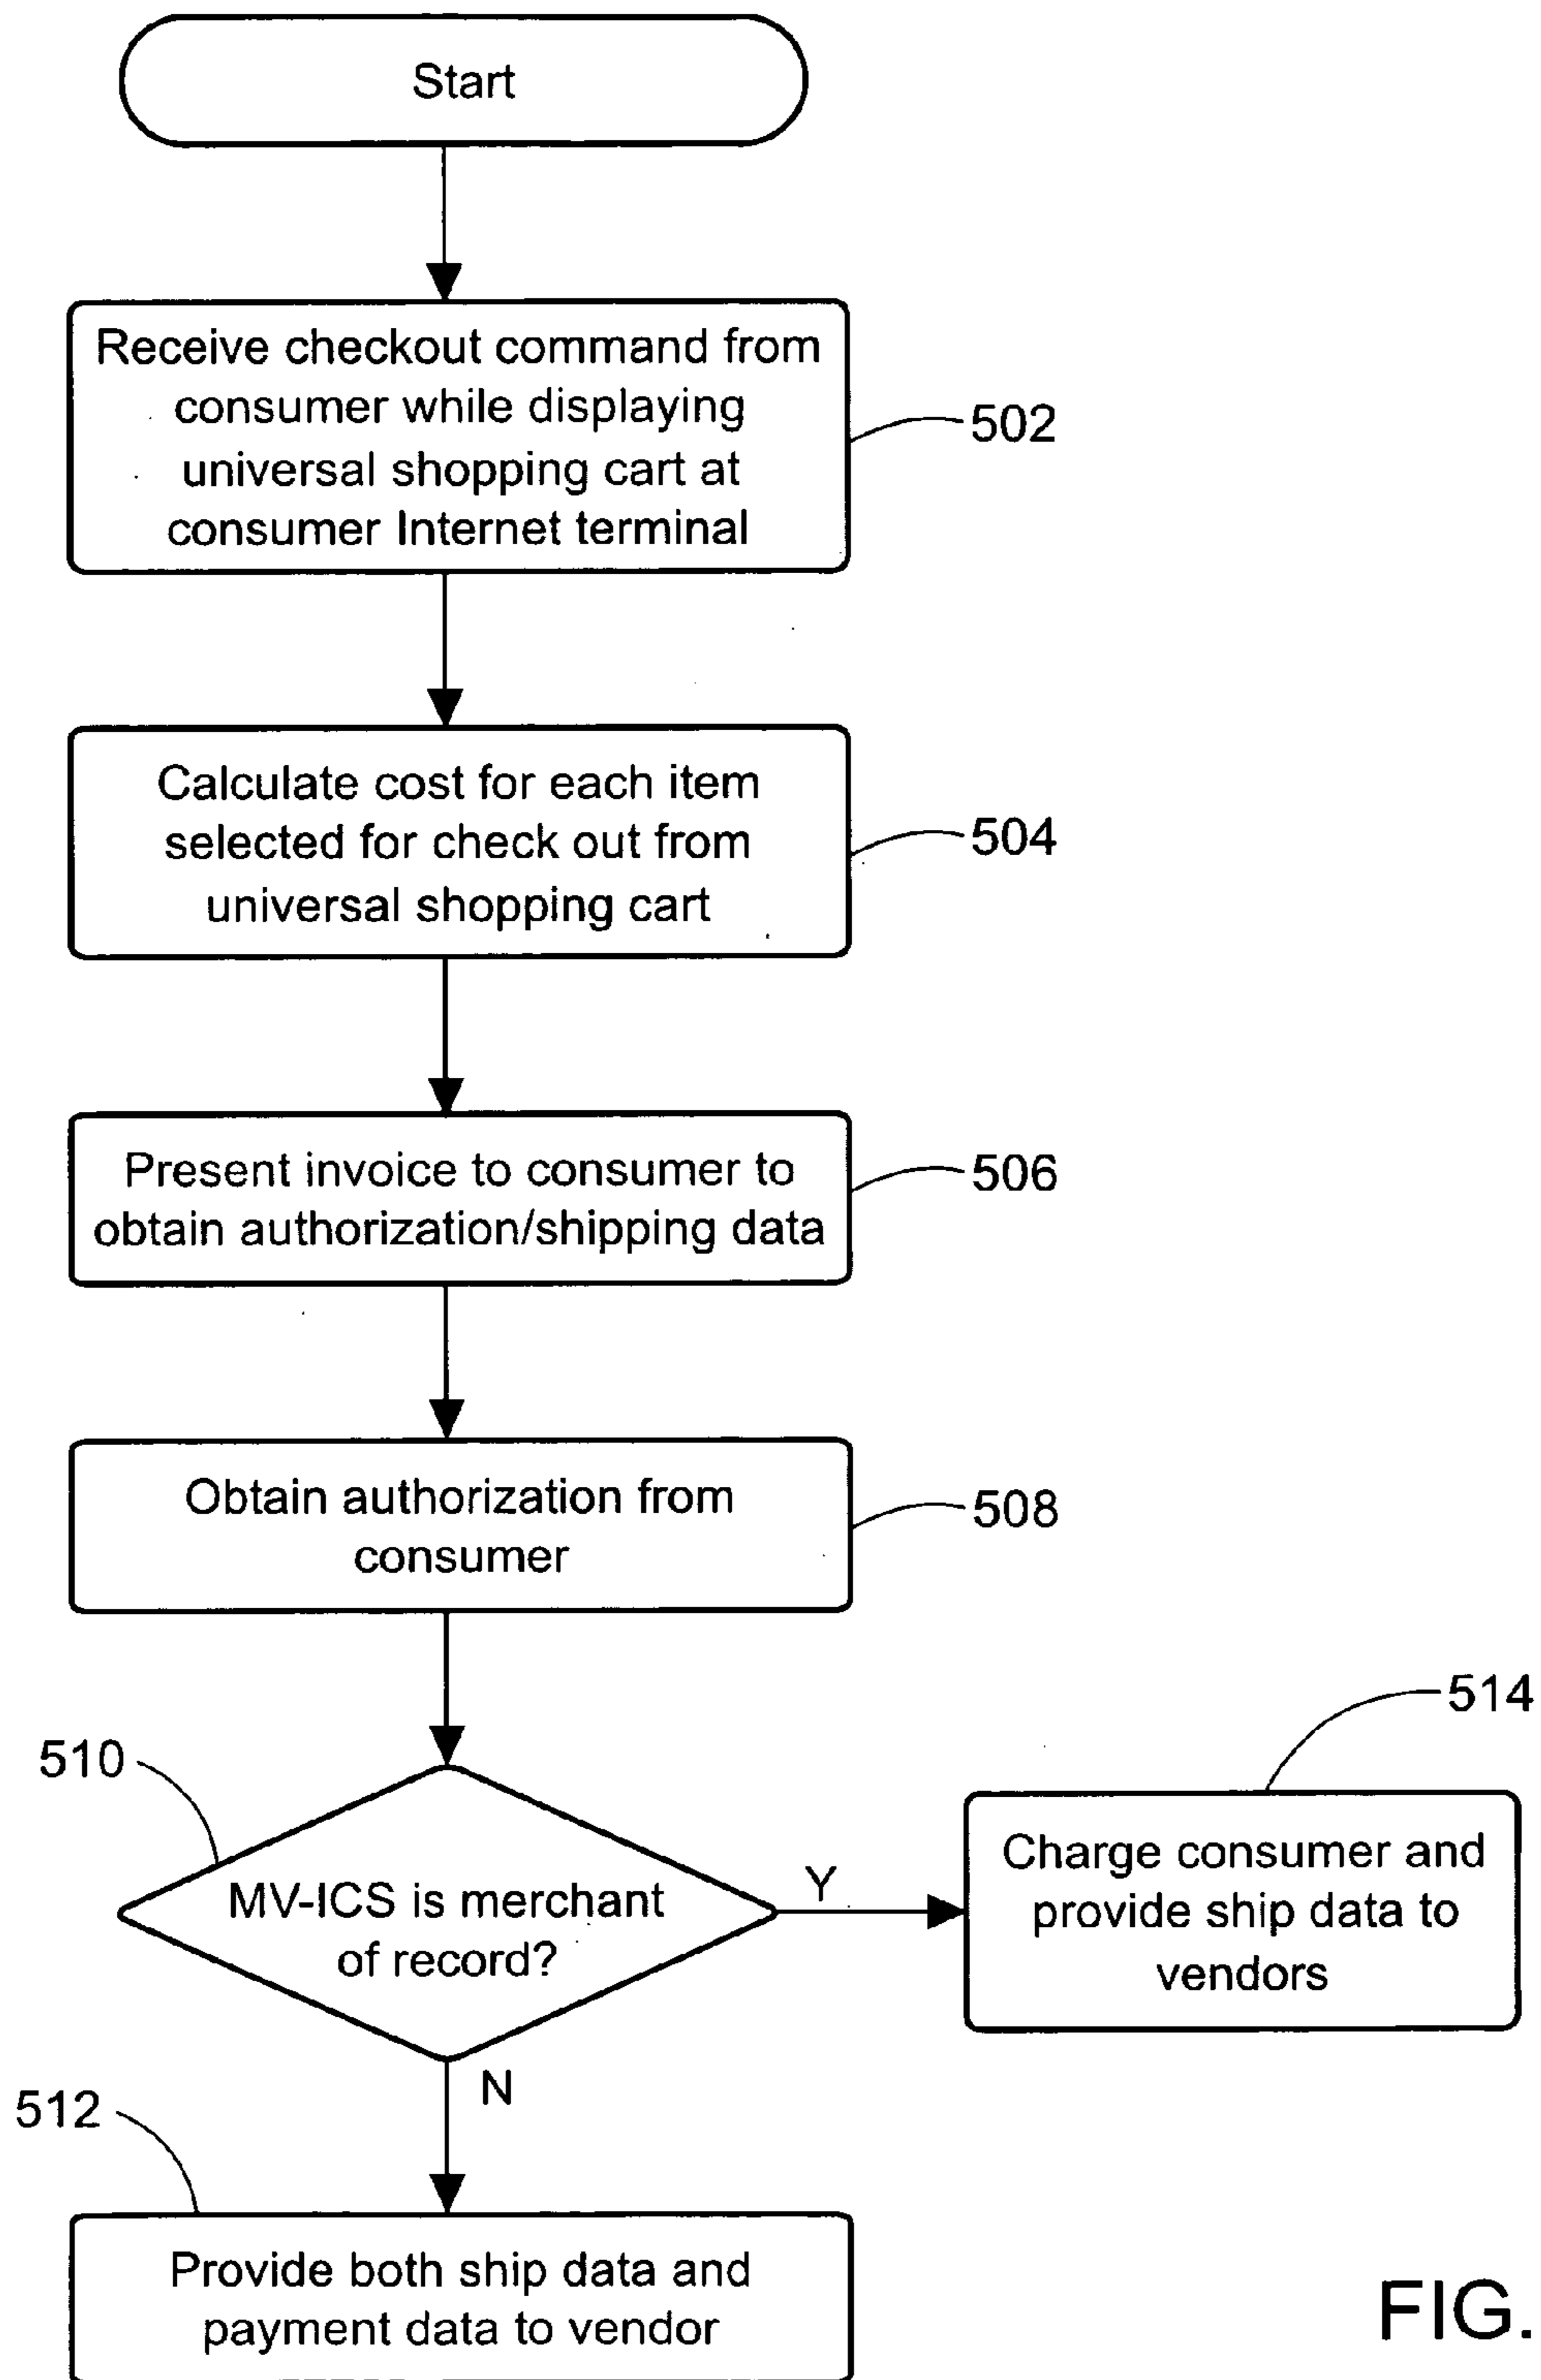 Start
Receive checkout command from
consumer while displaying
universal shopping cart at
consumer Internet terminal
502
Calculate cost for each item
selected for check out from
universal shopping cart
504
Present invoice to consumer to
obtain authorization/shipping data
506
Obtain authorization from
consumer
508
510
MV-ICS is merchant
of record?
Y
514
Charge consumer and
provide ship data to
vendors
N
512
Provide both ship data and
payment data to vendor
FIG.